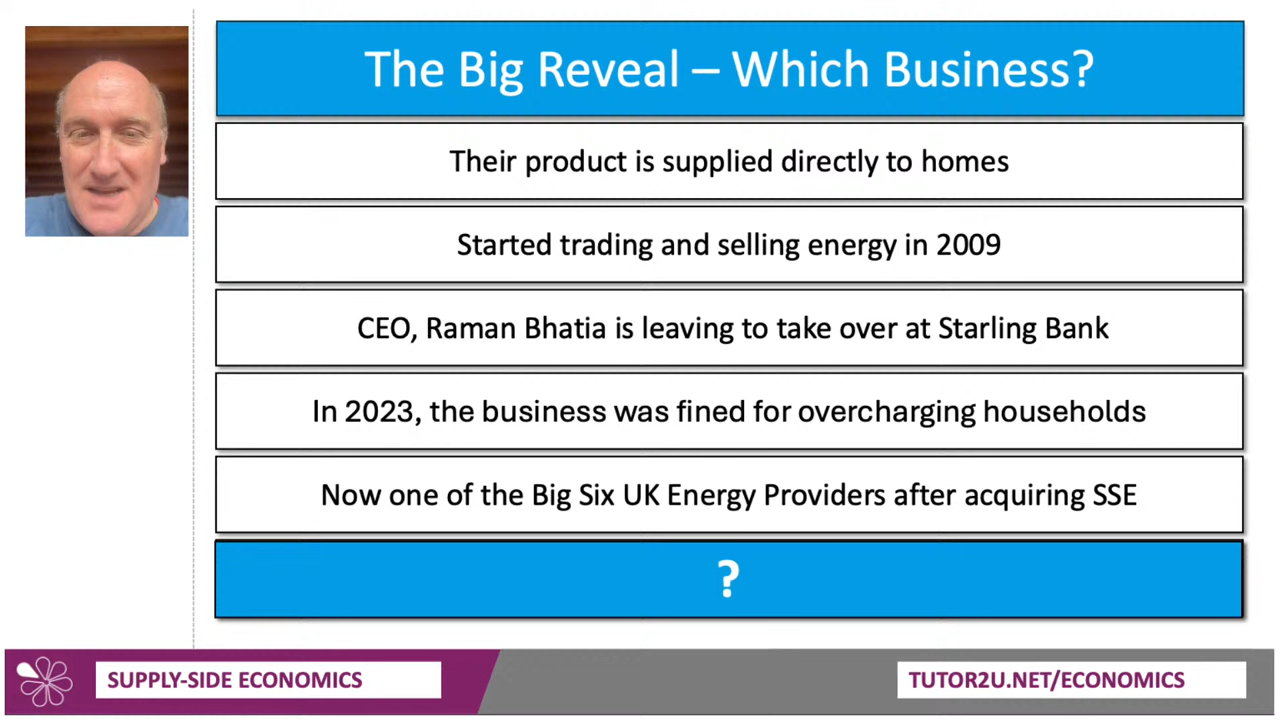 The Big Reveal – Which Business?
Their product is supplied directly to homes
Started trading and selling energy in 2009
CEO, Raman Bhatia is leaving to take over at Starling Bank
In 2023, the business was fined for overcharging households
Now one of the Big Six UK Energy Providers after acquiring SSE
?
SUPPLY-SIDE ECONOMICS
TUTOR2U.NET/ECONOMICS